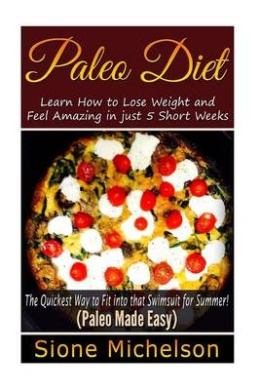 Paleo Diet
Learn How to Lose Weight and
Feel Amazing in just 5 Short Weeks
The Quickest Way to Fit into that Swimsuit for Summer!
(Paleo Made Easy)
Sione Michelson